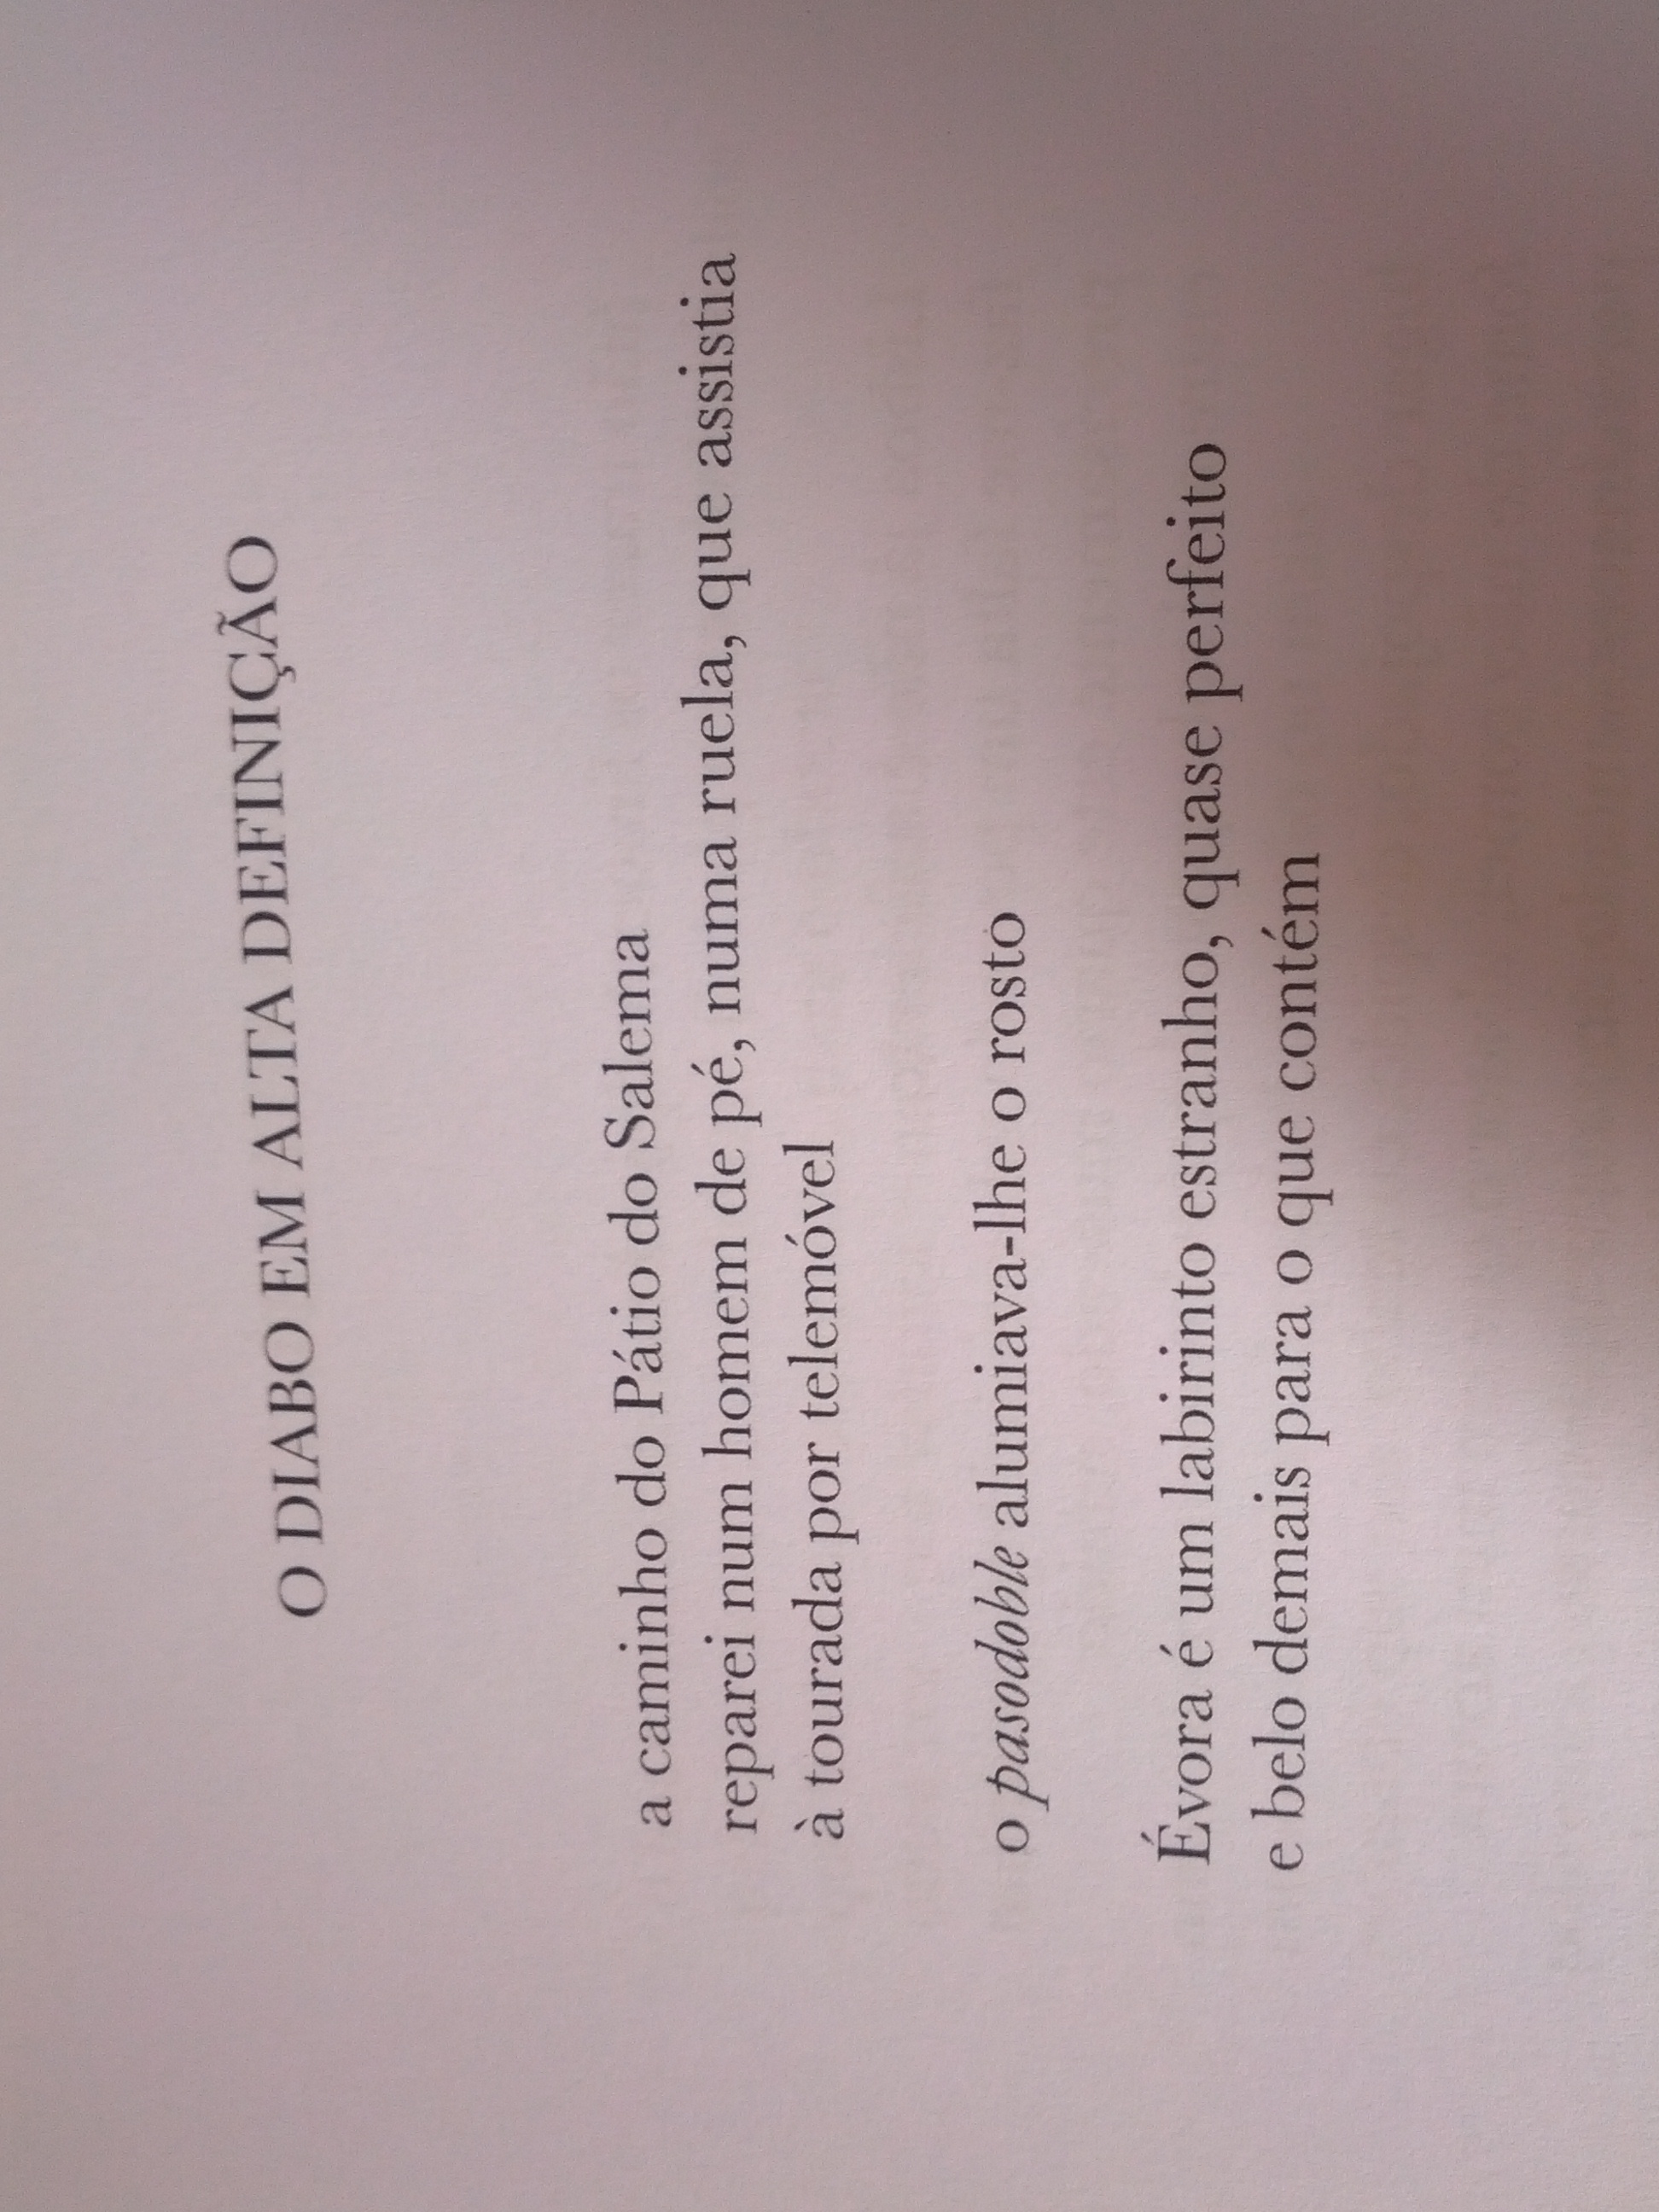 O DIABO EM ALTA DEFINIÇÃO
a caminho do Pátio do Salema
reparei num homem de pé, numa ruela, que assistia
à tourada por telemóvel
o pasodoble alumiava-lhe o rosto
Évora é um labirinto estranho, quase perfeito
e belo demais para o que contém